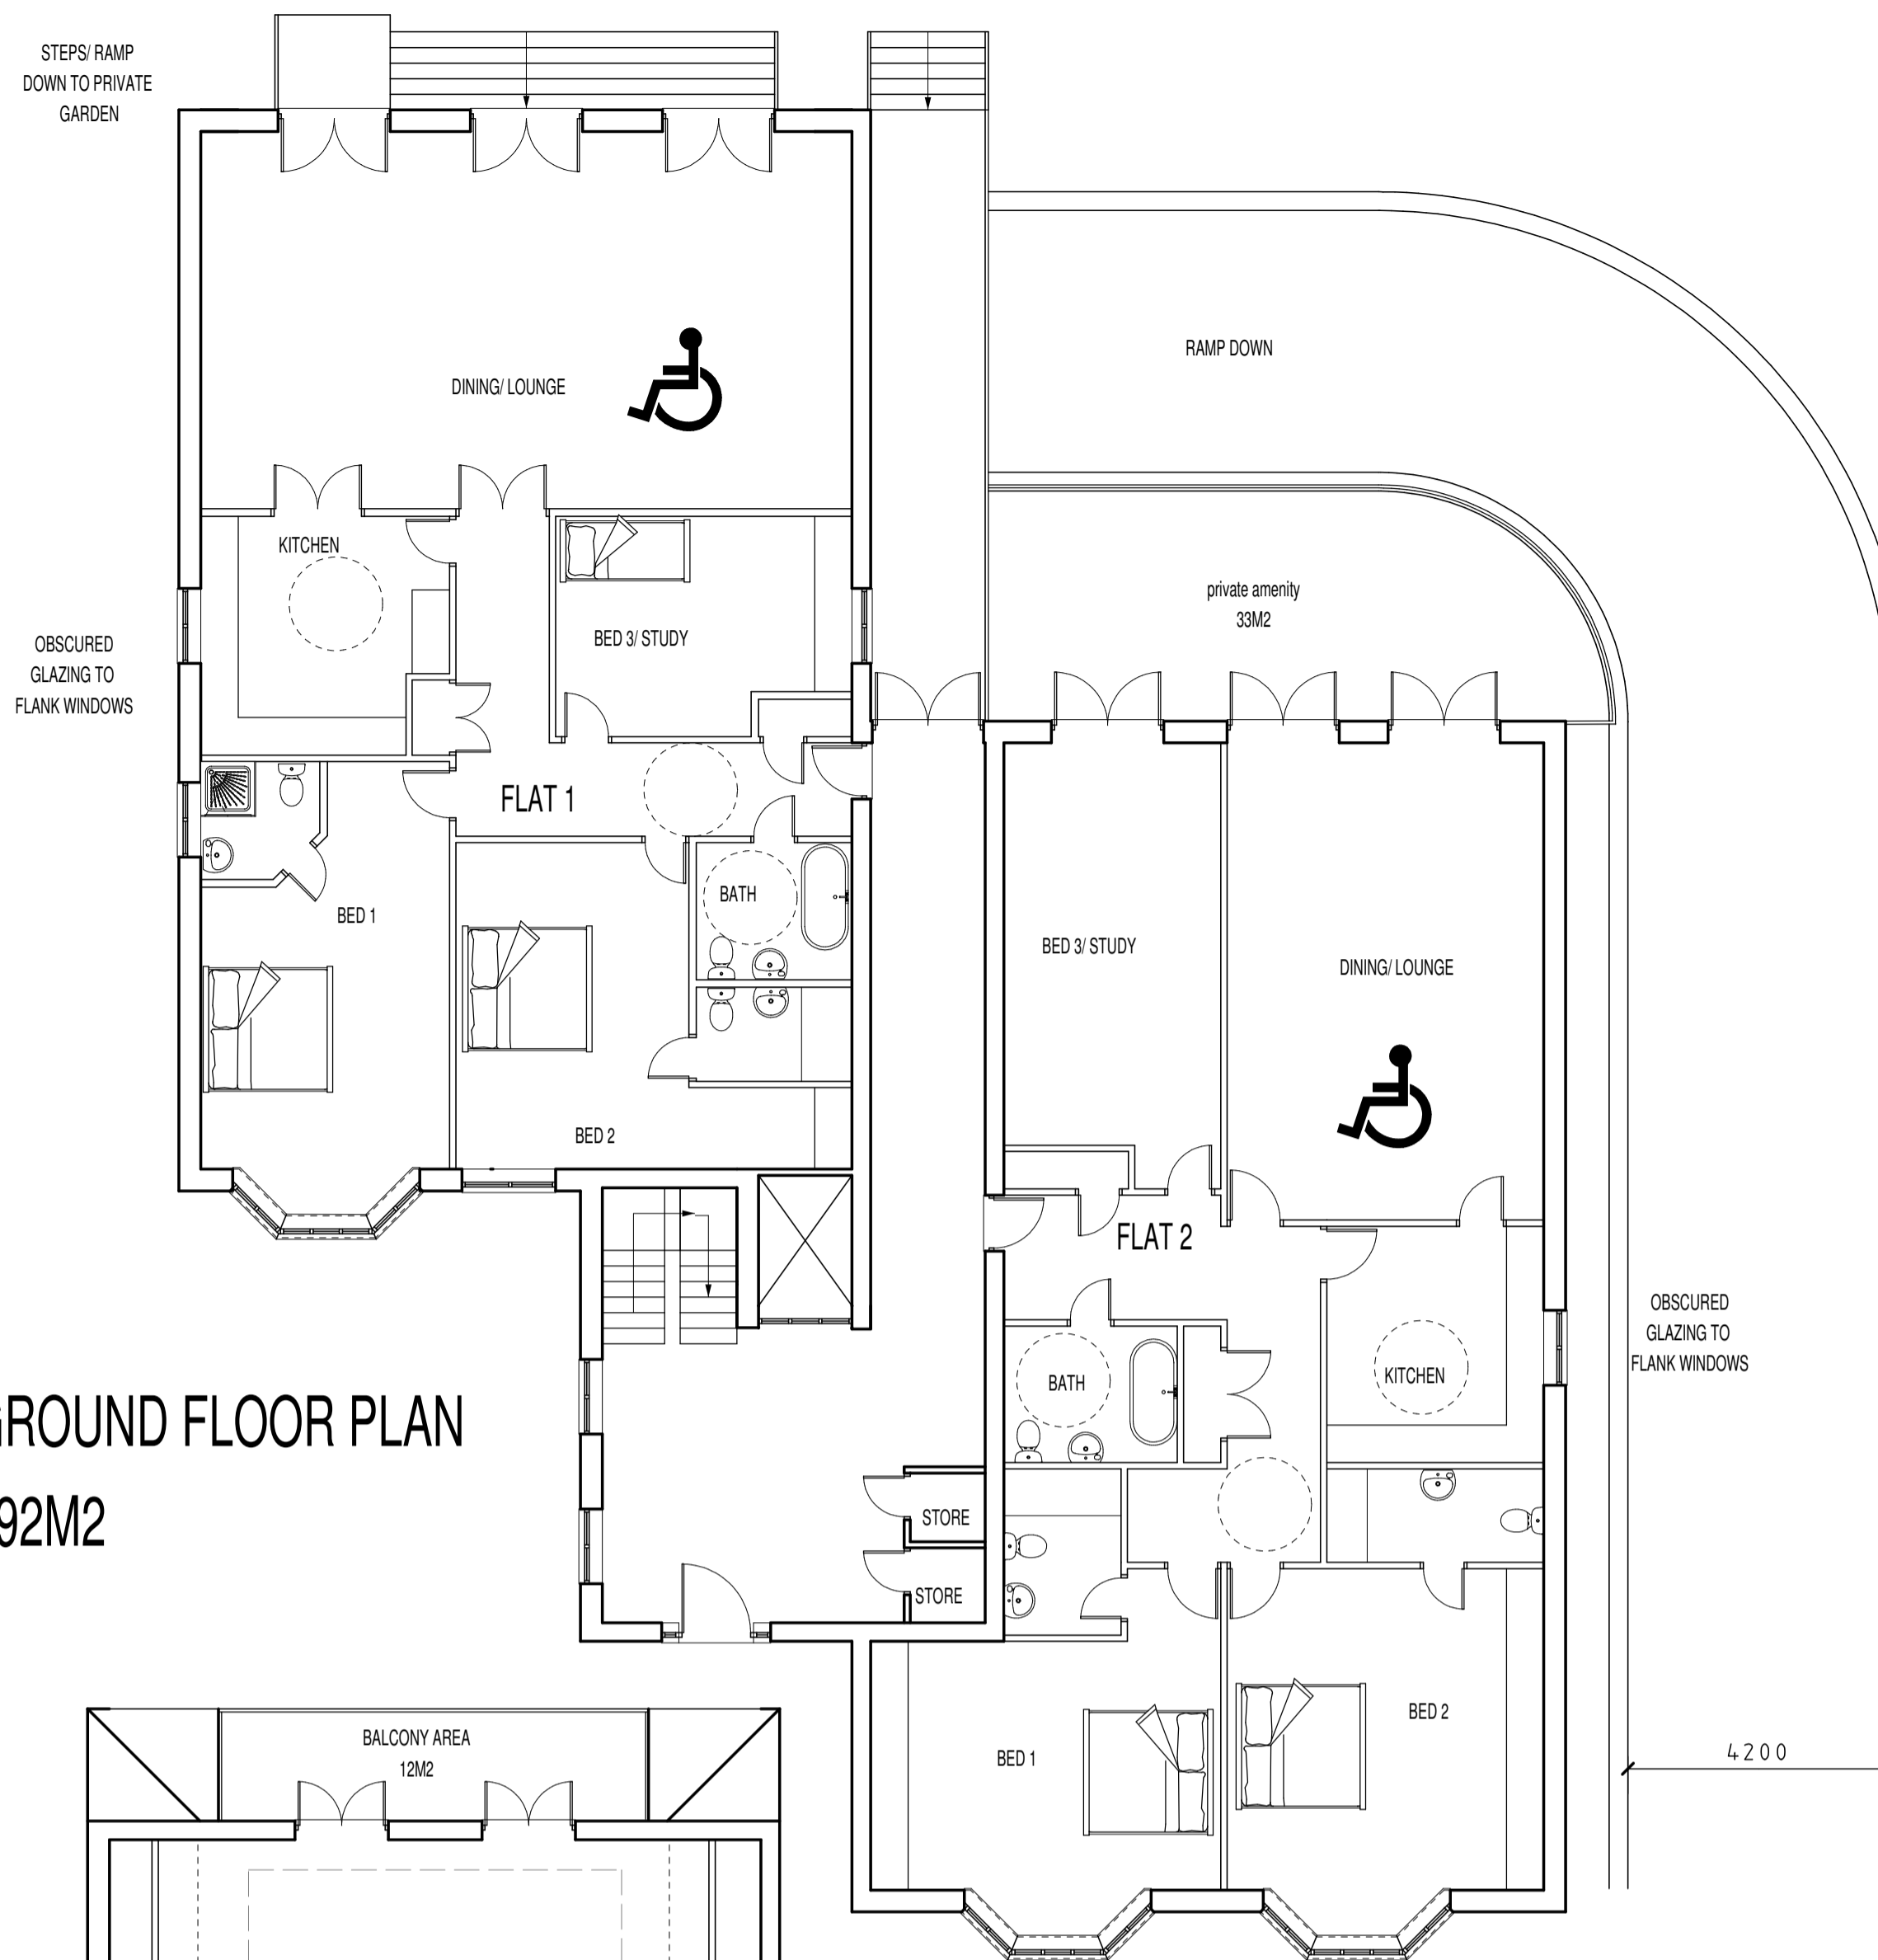 STEPS/ RAMP
DOWN TO PRIVATE
GARDEN
DINING/ LOUNGE
RAMP DOWN
KITCHEN
private amenity
33M2
BED 3/ STUDY
OBSCURED
GLAZING TO
FLANK WINDOWS
FLAT 1
BATH
BED 1
BED 3/ STUDY
DINING/ LOUNGE
BED 2
FLAT 2
OBSCURED
GLAZING TO
FLANK WINDOWS
BATH
KITCHEN
GROUND FLOOR PLAN
92M2
STORE
STORE
BED 2
BALCONY AREA
12M2
BED 1
4200